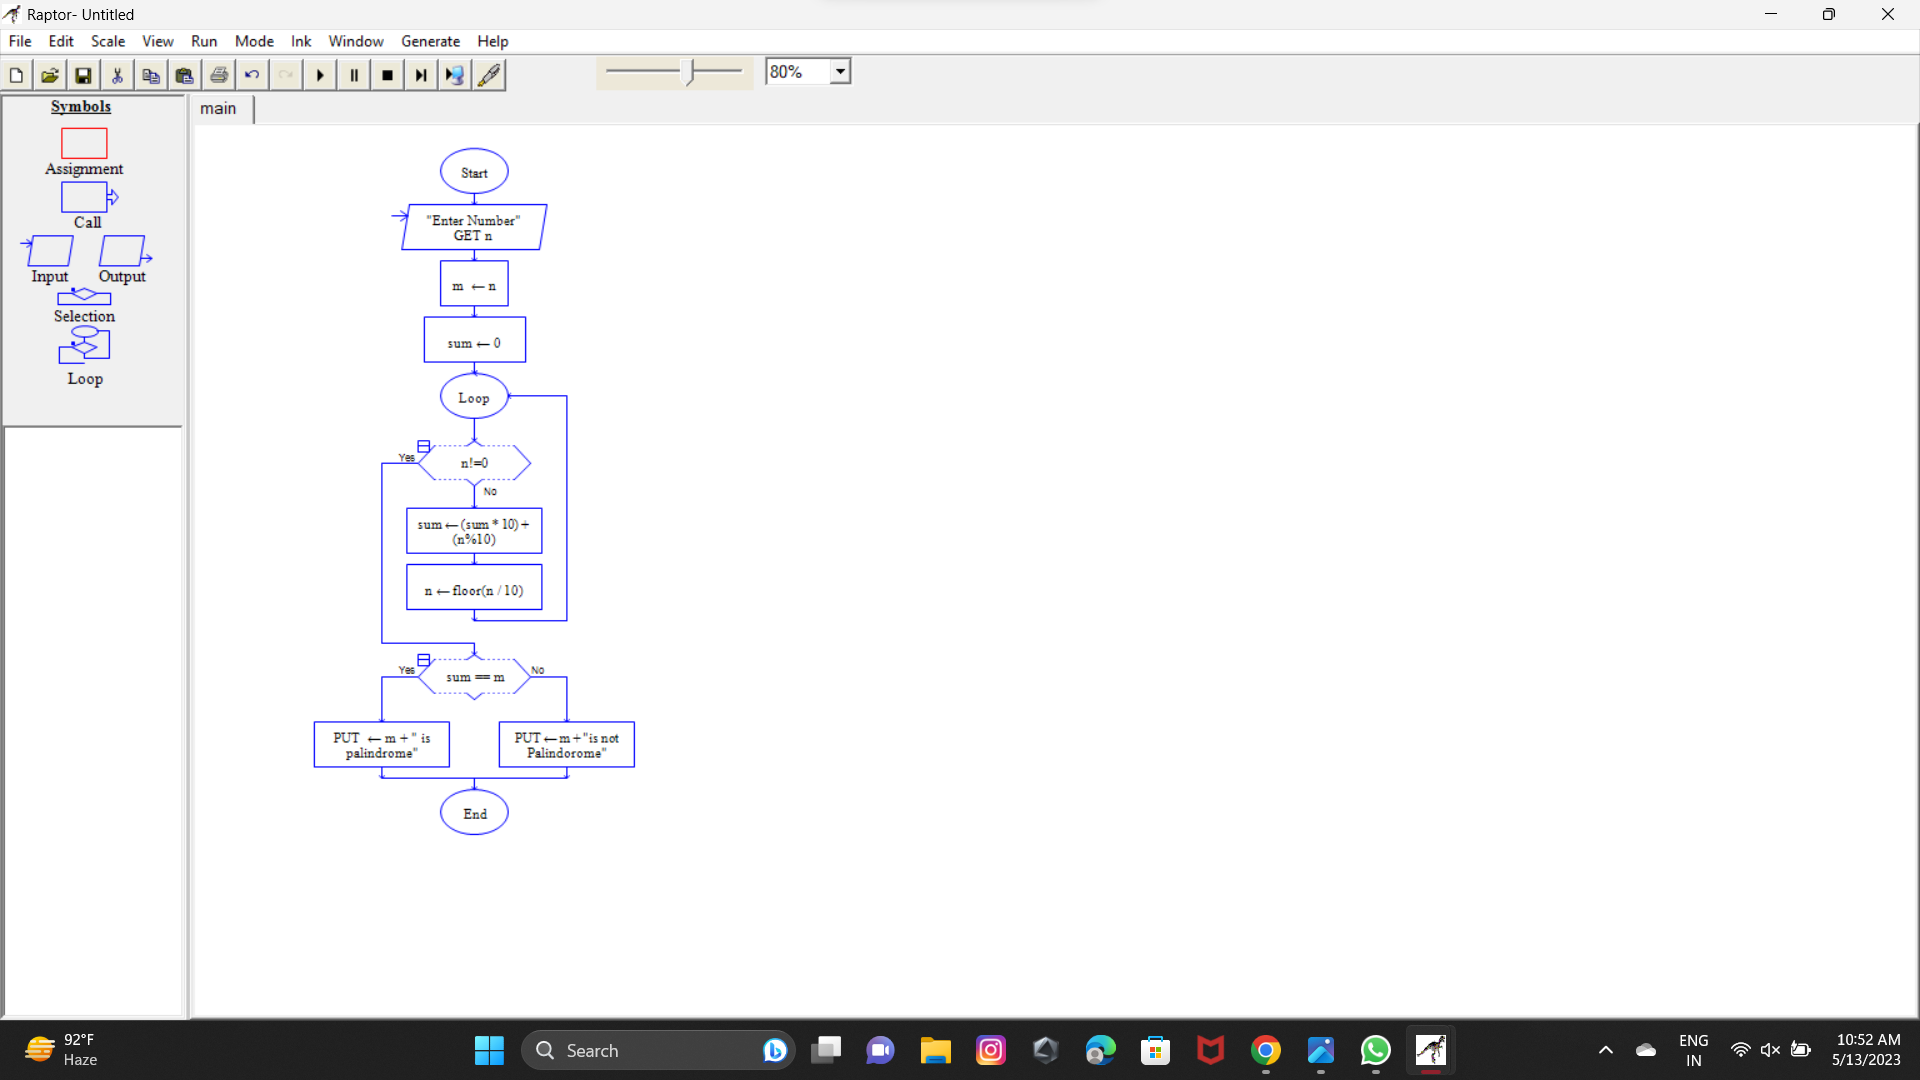 Raptor- Untitled
File Edit Scale View Run Mode Ink Window Generate Help
80%
Symbols
Assignment
Call
Input Output
Selection
Loop
main
Start
"Enter Number"
GET n
m ← n
sum ← 0
Loop
Yes
n!=0
No
sum ← (sum * 10) +
(n%10)
n ← floor(n / 10)
Yes
sum == m
No
PUT ← m + " is
palindrome"
PUT ← m +"is not
Palindorome"
End
92°F
Haze
Search
ENG
IN
10:52 AM
5/13/2023